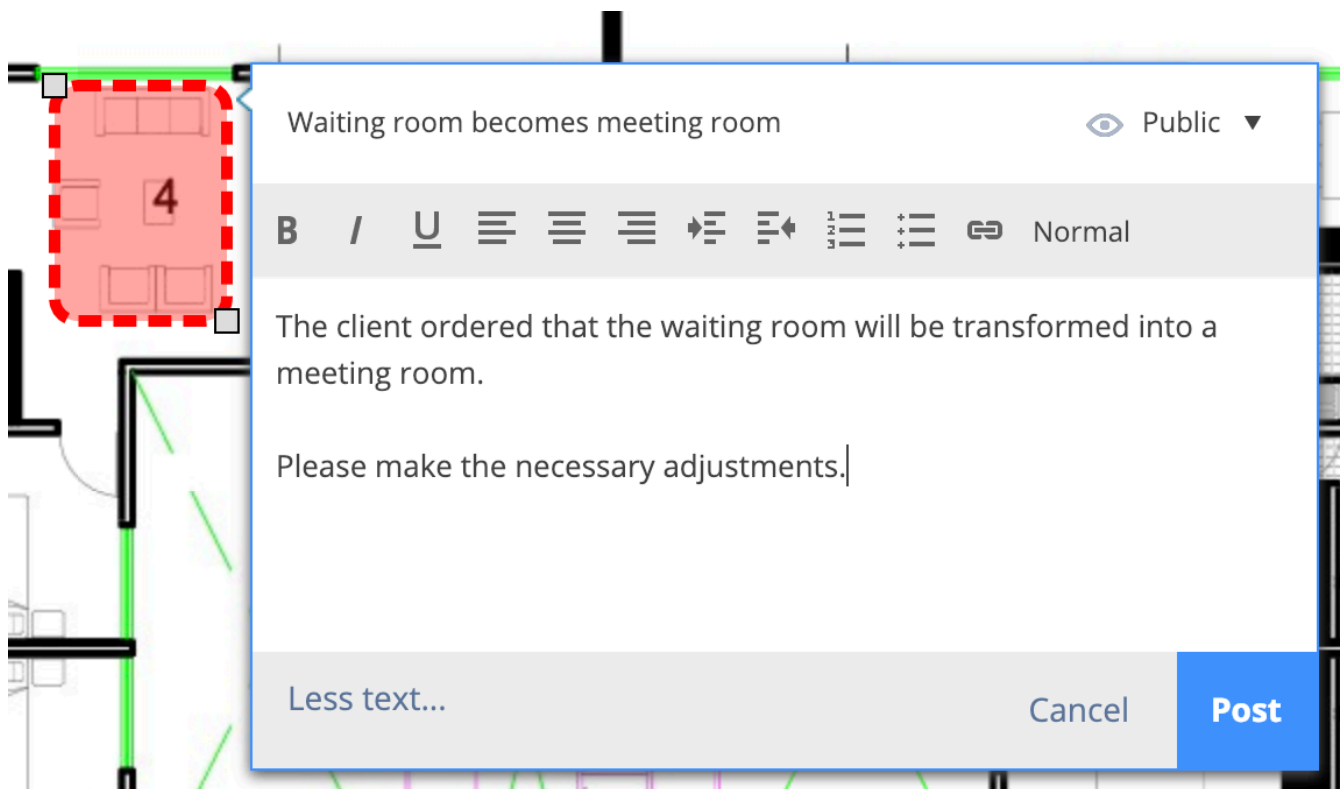 4
Waiting room becomes meeting room
Public
B I U
Normal
The client ordered that the waiting room will be transformed into a
meeting room.
Please make the necessary adjustments.
Less text...
Cancel
Post